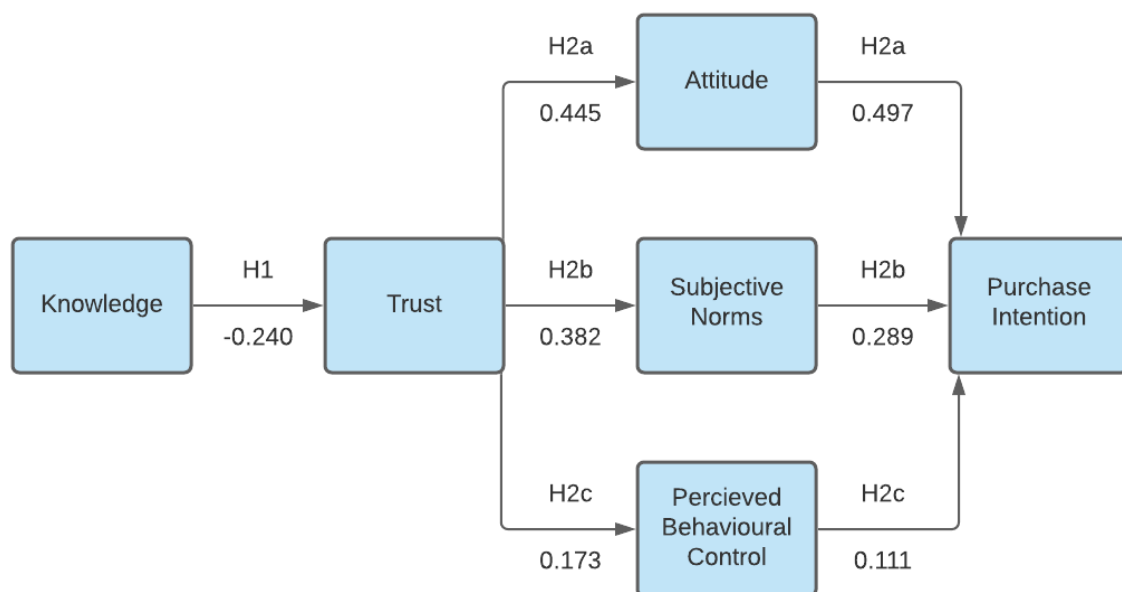 H2a
Attitude
H2a
0.445
0.497
Knowledge
H1
-0.240
Trust
H2b
Subjective
Norms
H2b
0.382
0.289
Purchase
Intention
H2c
Percieved
Behavioural
Control
H2c
0.173
0.111